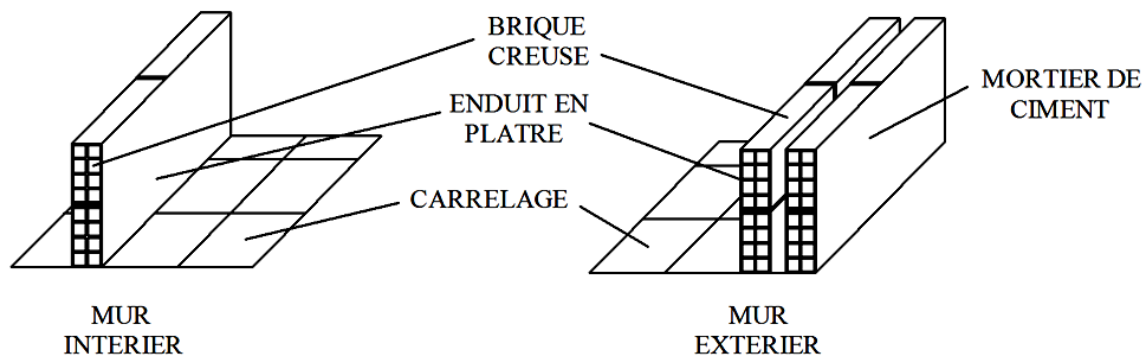 BRIQUE
CREUSE
MORTIER DE
CIMENT
ENDUIT EN
PLATRE
CARRELAGE
MUR
INTERIER
MUR
EXTERIER